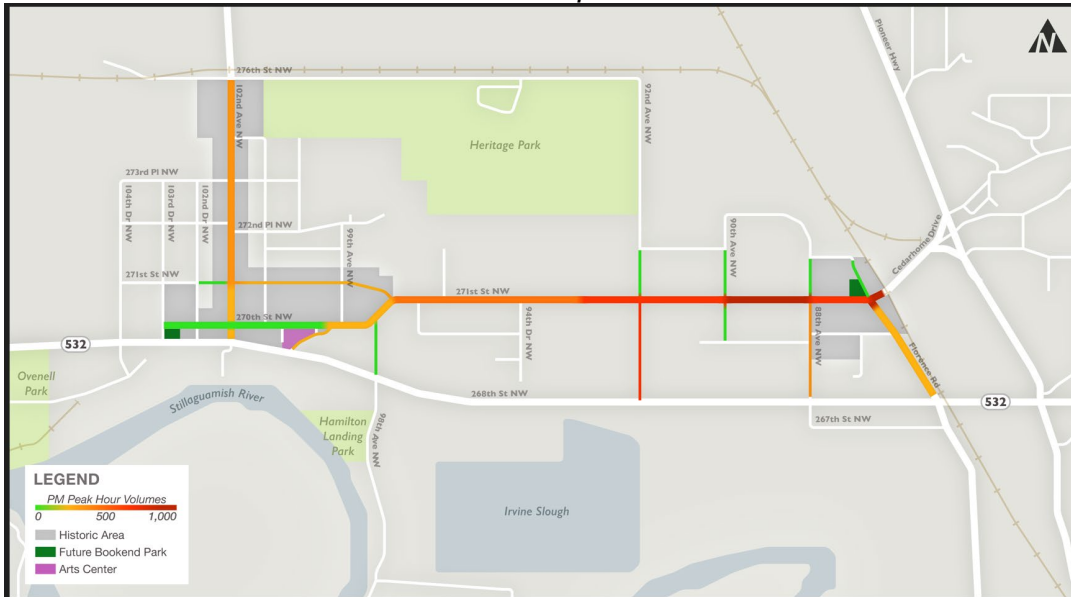 Pioneer Hwy
N
276th St NW
102nd Ave NW
92nd Ave NW
Heritage Park
273rd Pl NW
104th Dr NW
103rd Dr NW
102nd Dr NW
272nd Pl NW
99th Ave NW
90th Ave NW
Cedarhome Drive
271st St NW
271st St NW
270th St NW
94th Dr NW
88th Ave NW
Florence Rd
532
Ovenell
Park
Stillaguamish River
268th St NW
532
Hamilton
Landing
Park
98th Ave NW
267th St NW
Irvine Slough
LEGEND
PM Peak Hour Volumes
0 500 1,000
Historic Area
Future Bookend Park
Arts Center